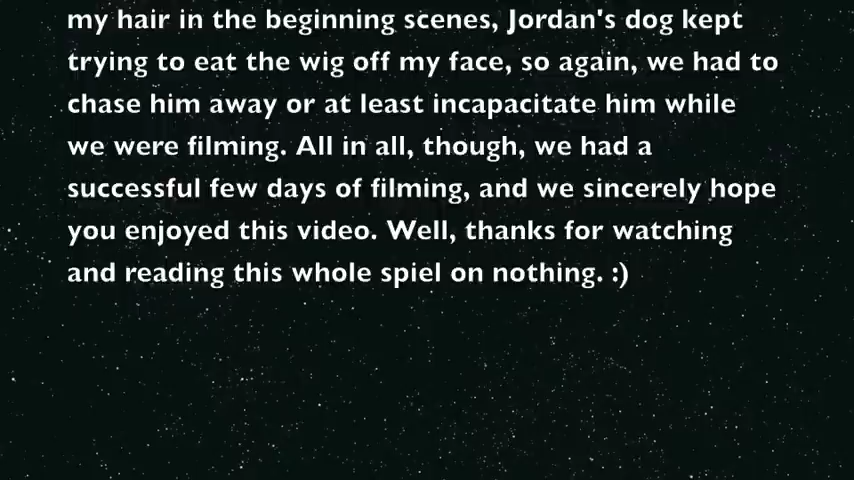 my hair in the beginning scenes, Jordan's dog kept
trying to eat the wig off my face, so again, we had to
chase him away or at least incapacitate him while
we were filming. All in all, though, we had a
successful few days of filming, and we sincerely hope
you enjoyed this video. Well, thanks for watching
and reading this whole spiel on nothing. :)